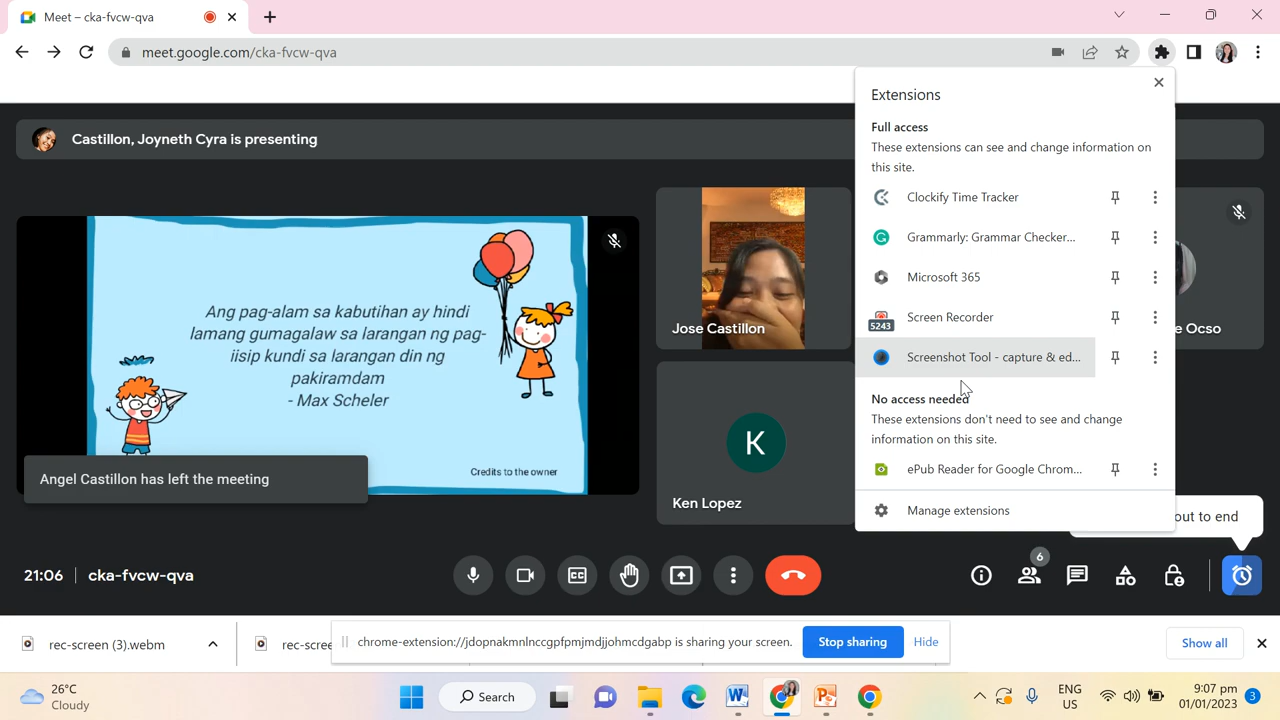 Meet – cka-fvcw-qva
meet.google.com/cka-fvcw-qva
Extensions
Full access
These extensions can see and change information on
this site.
Clockify Time Tracker
Grammarly: Grammar Checker...
Microsoft 365
Screen Recorder
5243
Screenshot Tool - capture & ed...
No access needed
These extensions don't need to see and change
information on this site.
ePub Reader for Google Chrom...
Manage extensions
Castillon, Joyneth Cyra is presenting
Ang pag-alam sa kabutihan ay hindi
lamang gumagalaw sa larangan ng pag-
iisip kundi sa larangan din ng
pakiramdam
- Max Scheler
Credits to the owner
Angel Castillon has left the meeting
Jose Castillon
K
Ken Lopez
e Ocso
out to end
21:06 | cka-fvcw-qva
6
rec-screen (3).webm
rec-scree
chrome-extension://jdopnakmnlnccgpfpmjmdjjohmcdgabp is sharing your screen.
Stop sharing
Hide
Show all
26°C
Cloudy
Search
ENG
US
9:07 pm
01/01/2023
3